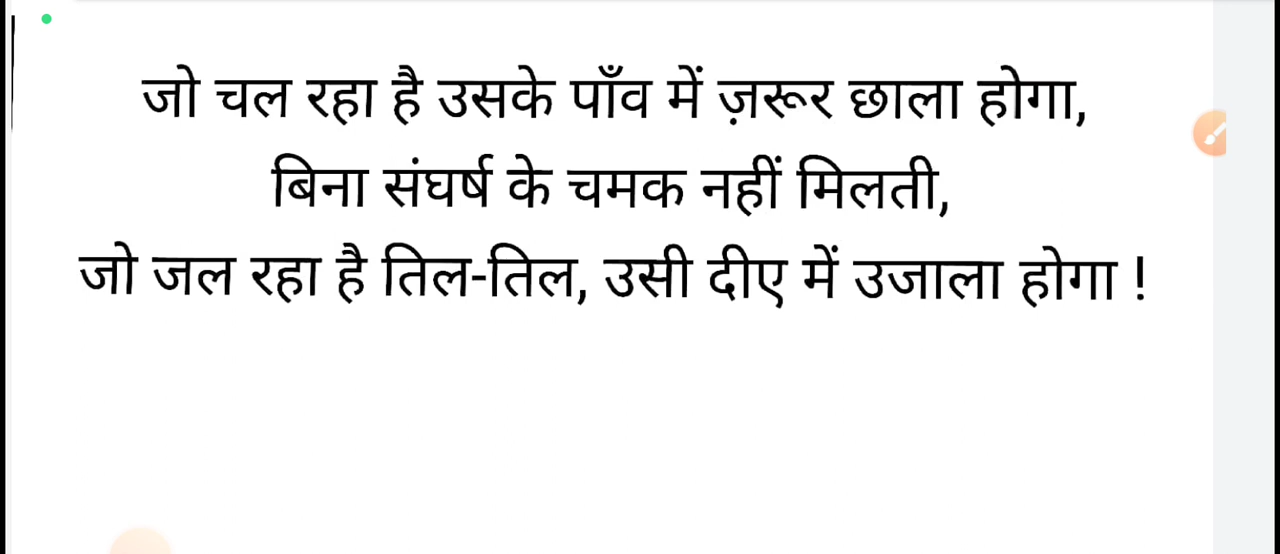 जो चल रहा है उसके पाँव में ज़रूर छाला होगा,
बिना संघर्ष के चमक नहीं मिलती,
जो जल रहा है तिल-तिल, उसी दीए में उजाला होगा !